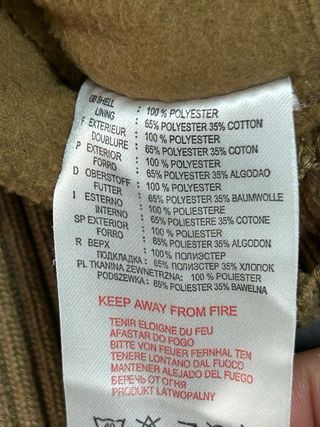 GB SHELL : 100 % POLYESTER
LINING : 65% POLYESTER 35% COTTON
F EXTERIEUR : 100 % POLYESTER
DOUBLURE : 65% POLYESTER 35% COTON
P EXTERIOR : 100 % POLYESTER
FORRO : 65% POLYESTER 35% ALGODAO
D OBERSTOFF : 100 % POLYESTER
FUTTER : 65% POLYESTER 35% BAUMWOLLE
I ESTERNO : 100 % POLIESTERE
INTERNO : 65% POLIESTERE 35% COTONE
SP EXTERIOR : 100 % POLIESTER
FORRO : 65% POLIESTER 35% ALGODON
R ВЕРХ : 100 % ПОЛИЭСТЕР
ПОДКЛАДКА : 65% ПОЛИЭСТЕР 35% ХЛОПОК
PL TKANINA ZEWNETRZNA: 100% POLIESTER
PODSZEWKA : 65% POLIESTER 35% BAWELNA
KEEP AWAY FROM FIRE
TENIR ELOIGNE DU FEU
AFASTAR DO FOGO
BITTE VON FEUER FERNHAL TEN
TENERE LONTANO DAL FUOCO
MANTENER ALEJADO DEL FUEGO
БЕРЕЧЬ ОТ ОГНЯ
PRODUKT LATWOPALNY
40